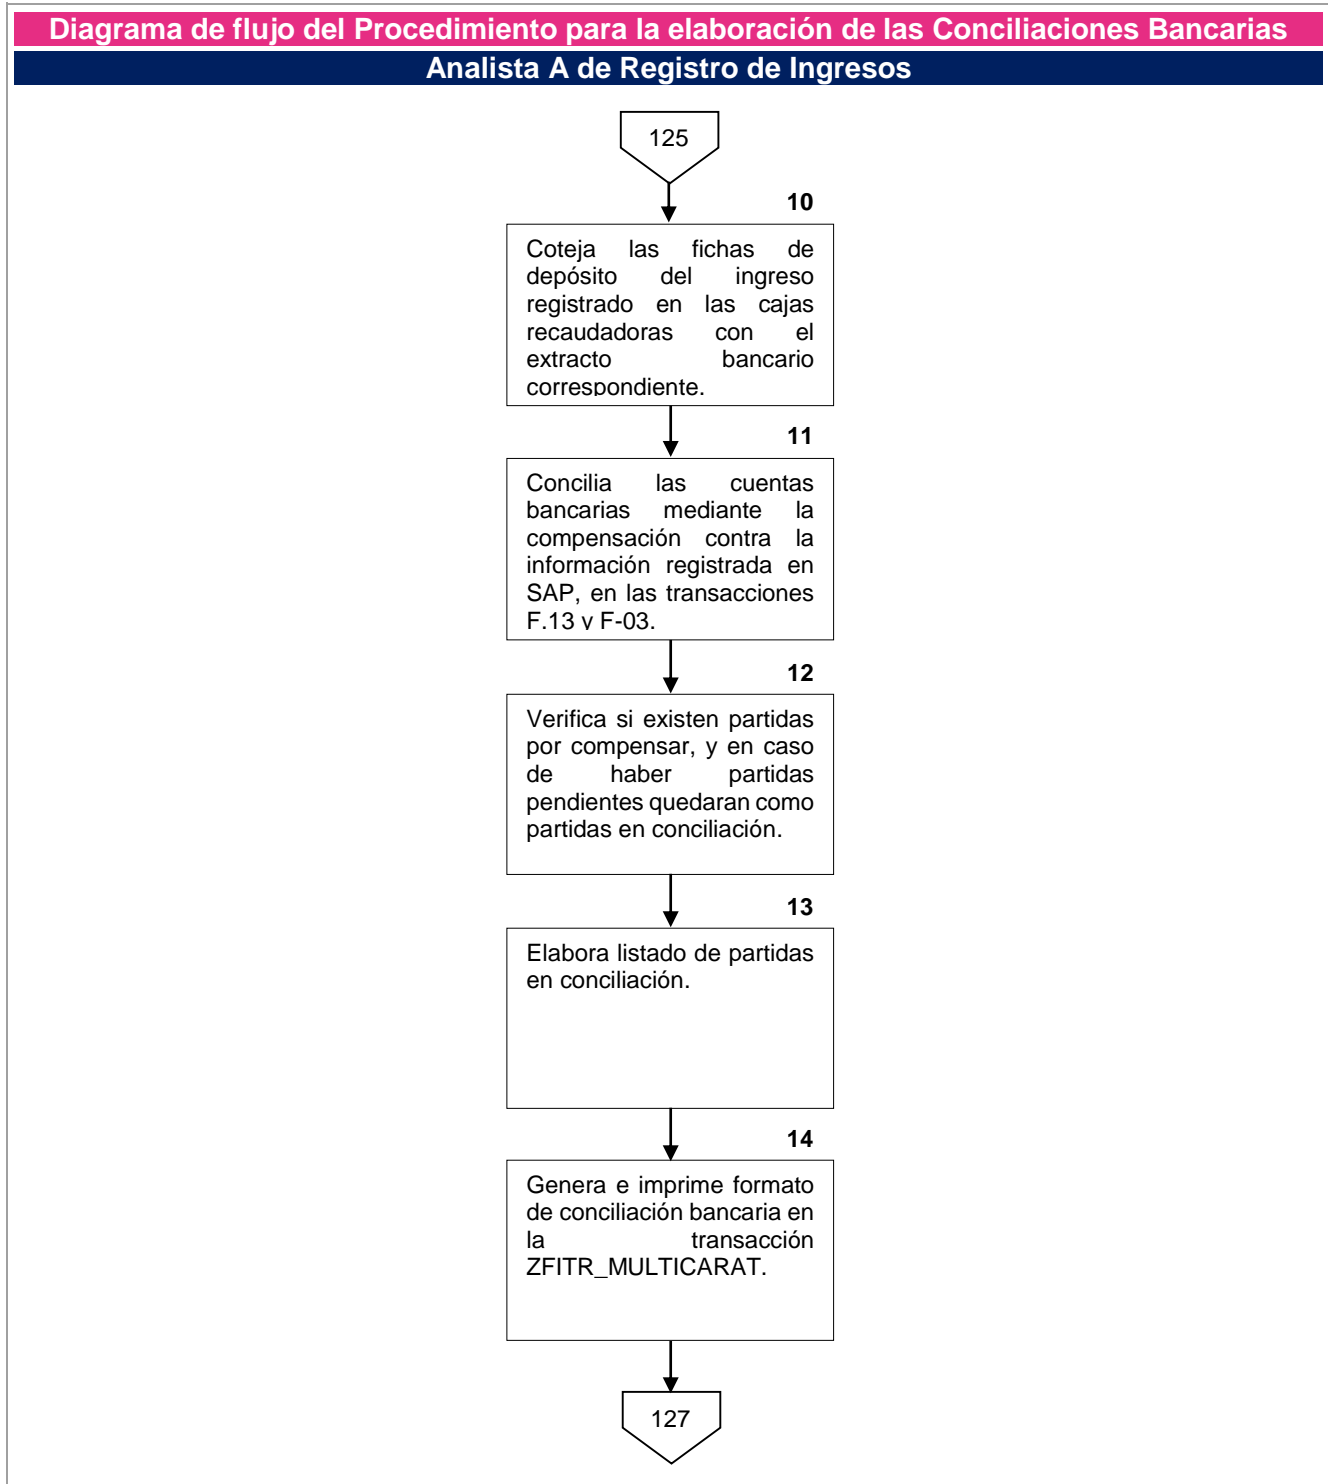 Diagrama de flujo del Procedimiento para la elaboración de las Conciliaciones Bancarias
Analista A de Registro de Ingresos
125
10
Coteja las fichas de
depósito del ingreso
registrado en las cajas
recaudadoras con el
extracto bancario
correspondiente.
11
Concilia las cuentas
bancarias mediante la
compensación contra la
información registrada en
SAP, en las transacciones
F.13 y F-03.
12
Verifica si existen partidas
por compensar, y en caso
de haber partidas
pendientes quedaran como
partidas en conciliación.
13
Elabora listado de partidas
en conciliación.
14
Genera e imprime formato
de conciliación bancaria en
la transacción
ZFITR_MULTICARAT.
127